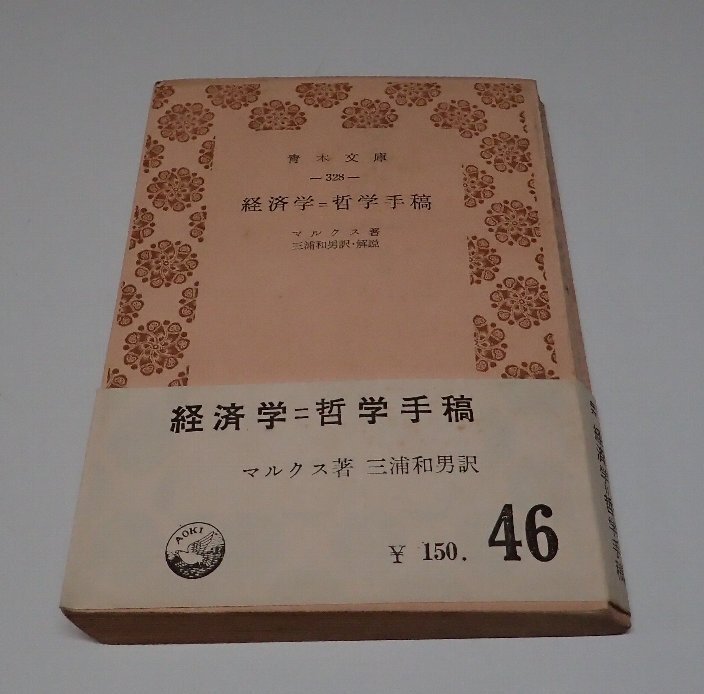 青木文庫
—328—
経済学=哲学手稿
マルクス著
三浦和男訳・解説
経済学=哲学手稿
マルクス著 三浦和男訳
AOKI
¥ 150.
46